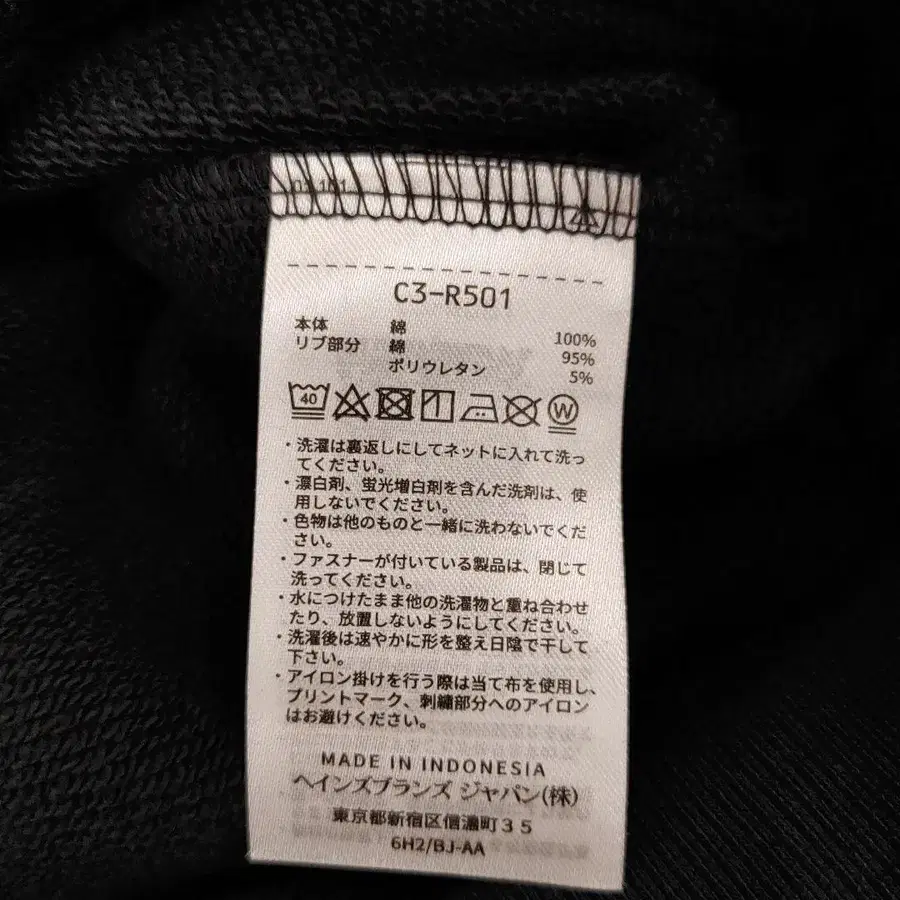 C3-R501
本体 綿 100%
リブ部分 綿 95%
ポリウレタン 5%
40
W
・洗濯は裏返しにしてネットに入れて洗っ
てください。
・漂白剤、蛍光増白剤を含んだ洗剤は、使
用しないでください。
・色物は他のものと一緒に洗わないでくだ
さい。
・ファスナーが付いている製品は、閉じて
洗ってください。
・水につけたまま他の洗濯物と重ね合わせ
たり、放置しないようにしてください。
・洗濯後は速やかに形を整え日陰で干して
下さい。
・アイロン掛けを行う際は当て布を使用し、
プリントマーク、刺繍部分へのアイロン
はお避けください。
MADE IN INDONESIA
ヘインズブランズ ジャパン(株)
東京都新宿区信濃町35
6H2/BJ-AA